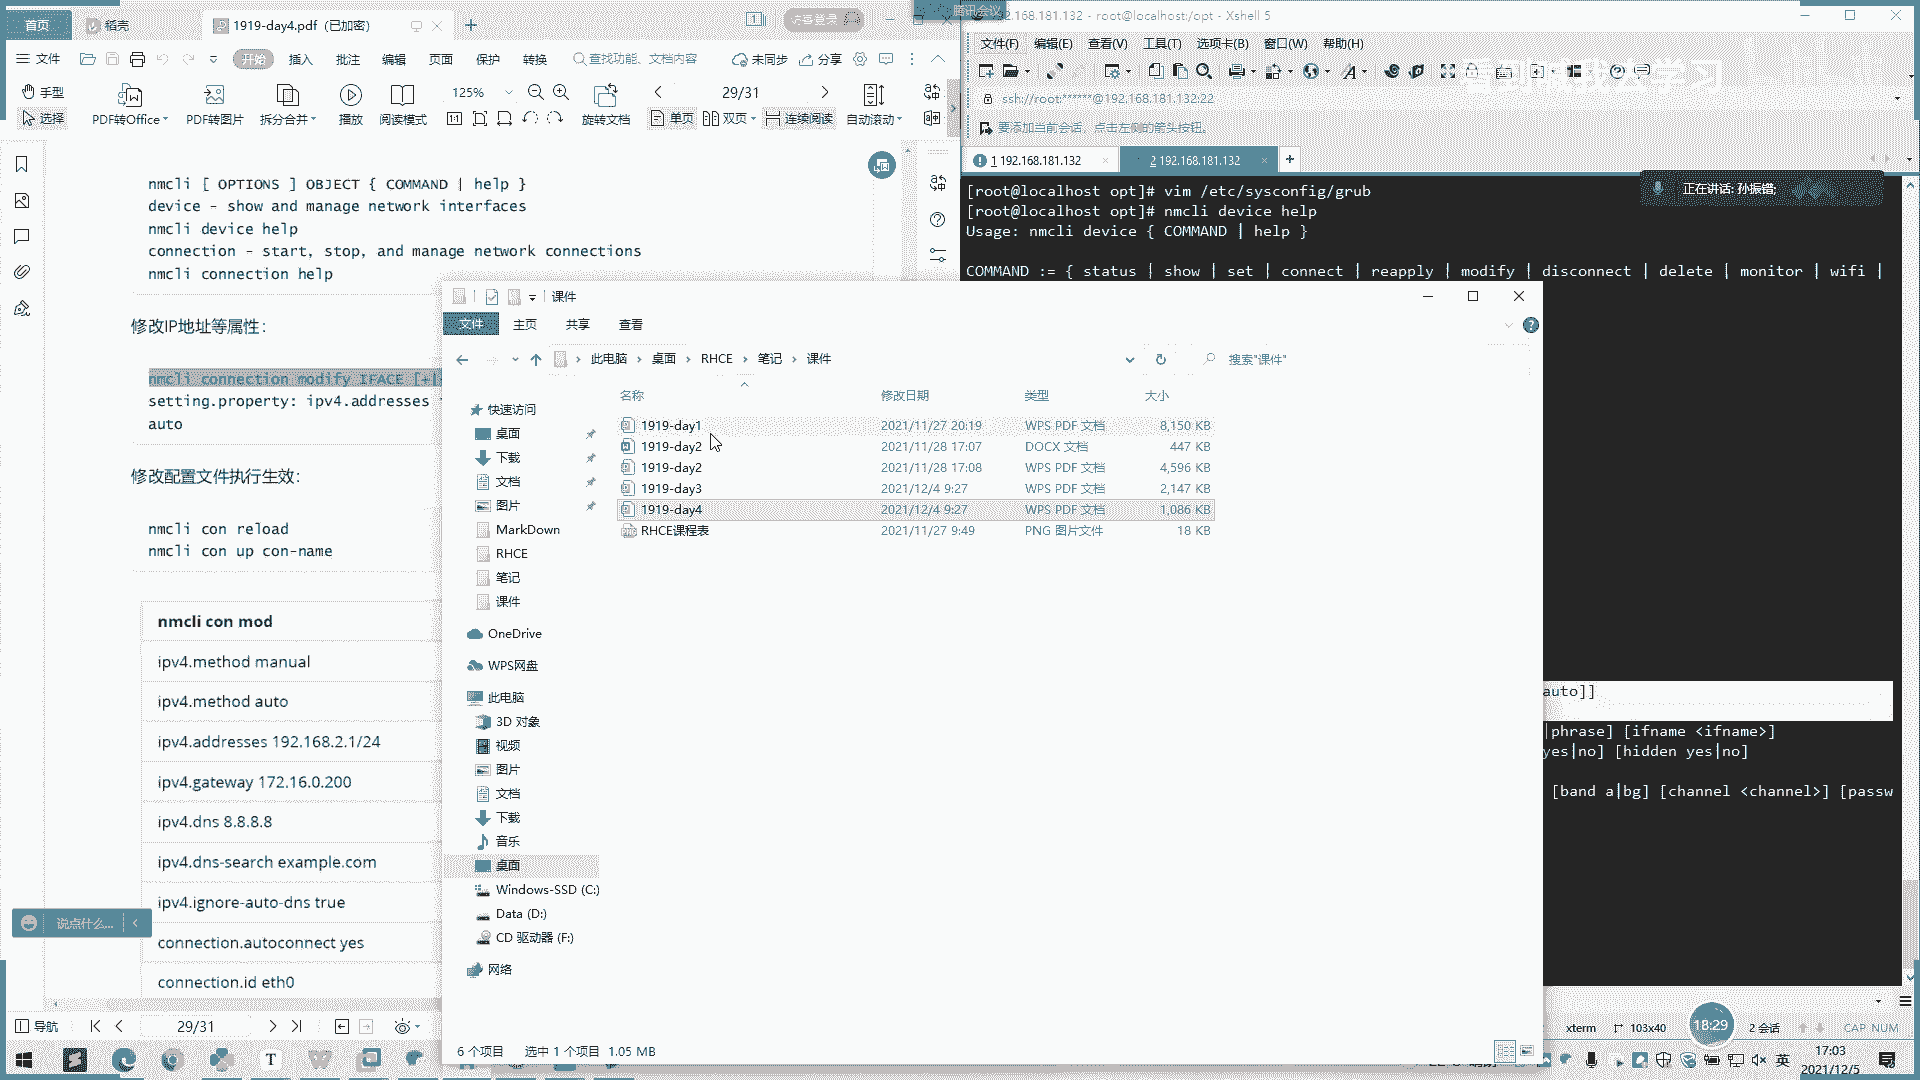 首页
稻壳
1919-day4.pdf (已加密)
访客登录
腾讯会议
文件
开始
插入
批注
编辑
页面
保护
转换
查找功能、文档内容
未同步
分享
手型
选择
PDF转Office
PDF转图片
拆分合并
播放
阅读模式
125%
旋转文档
29/31
单页
双页
连续阅读
自动滚动
nmcli [ OPTIONS ] OBJECT { COMMAND | help }
device - show and manage network interfaces
nmcli device help
connection - start, stop, and manage network connections
nmcli connection help
修改IP地址等属性:
nmcli connection modify IFACE [+|
setting.property: ipv4.addresses
auto
修改配置文件执行生效:
nmcli con reload
nmcli con up con-name
nmcli con mod
ipv4.method manual
ipv4.method auto
ipv4.addresses 192.168.2.1/24
ipv4.gateway 172.16.0.200
ipv4.dns 8.8.8.8
ipv4.dns-search example.com
ipv4.ignore-auto-dns true
connection.autoconnect yes
connection.id eth0
说点什么...
导航
29/31
192.168.181.132 - root@localhost:/opt - Xshell 5
文件(F) 编辑(E) 查看(V) 工具(T) 选项卡(B) 窗口(W) 帮助(H)
ssh://root:******@192.168.181.132:22
要添加当前会话，点击左侧的箭头按钮。
1 192.168.181.132
2 192.168.181.132
正在讲话: 孙振锴;
[root@localhost opt]# vim /etc/sysconfig/grub
[root@localhost opt]# nmcli device help
Usage: nmcli device { COMMAND | help }
COMMAND := { status | show | set | connect | reapply | modify | disconnect | delete | monitor | wifi |
auto]]
|phrase] [ifname <ifname>]
yes|no] [hidden yes|no]
[band a|bg] [channel <channel>] [passw
xterm
103x40
18:29
2 会话
CAP NUM
课件
文件
主页
共享
查看
此电脑 › 桌面 › RHCE › 笔记 › 课件
搜索"课件"
名称 修改日期 类型 大小
1919-day1 2021/11/27 20:19 WPS PDF 文档 8,150 KB
1919-day2 2021/11/28 17:07 DOCX 文档 447 KB
1919-day2 2021/11/28 17:08 WPS PDF 文档 4,596 KB
1919-day3 2021/12/4 9:27 WPS PDF 文档 2,147 KB
1919-day4 2021/12/4 9:27 WPS PDF 文档 1,086 KB
RHCE课程表 2021/11/27 9:49 PNG 图片文件 18 KB
快速访问
桌面
下载
文档
图片
MarkDown
RHCE
笔记
课件
OneDrive
WPS网盘
此电脑
3D 对象
视频
图片
文档
下载
音乐
桌面
Windows-SSD (C:)
Data (D:)
CD 驱动器 (F:)
网络
6 个项目 选中 1 个项目 1.05 MB
英
17:03
2021/12/5